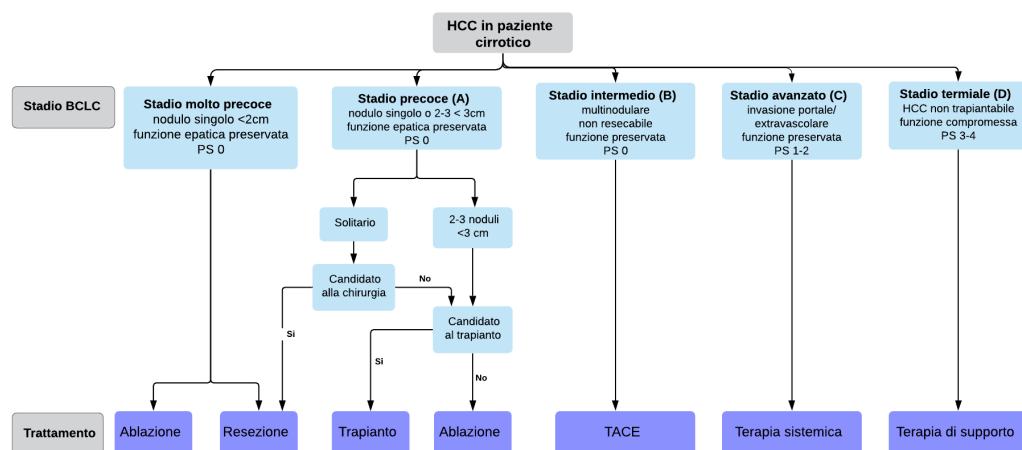 HCC in paziente
cirrotico
Stadio BCLC
Stadio molto precoce
nodulo singolo <2cm
funzione epatica preservata
PS 0
Stadio precoce (A)
nodulo singolo o 2-3 < 3cm
funzione epatica preservata
PS 0
Stadio intermedio (B)
multinodulare
non resecabile
funzione preservata
PS 0
Stadio avanzato (C)
invasione portale/
extravascolare
funzione preservata
PS 1-2
Stadio termiale (D)
HCC non trapiantabile
funzione compromessa
PS 3-4
Solitario
2-3 noduli
<3 cm
Candidato
alla chirurgia
No
Candidato
al trapianto
Si
Si
No
Trattamento
Ablazione
Resezione
Trapianto
Ablazione
TACE
Terapia sistemica
Terapia di supporto